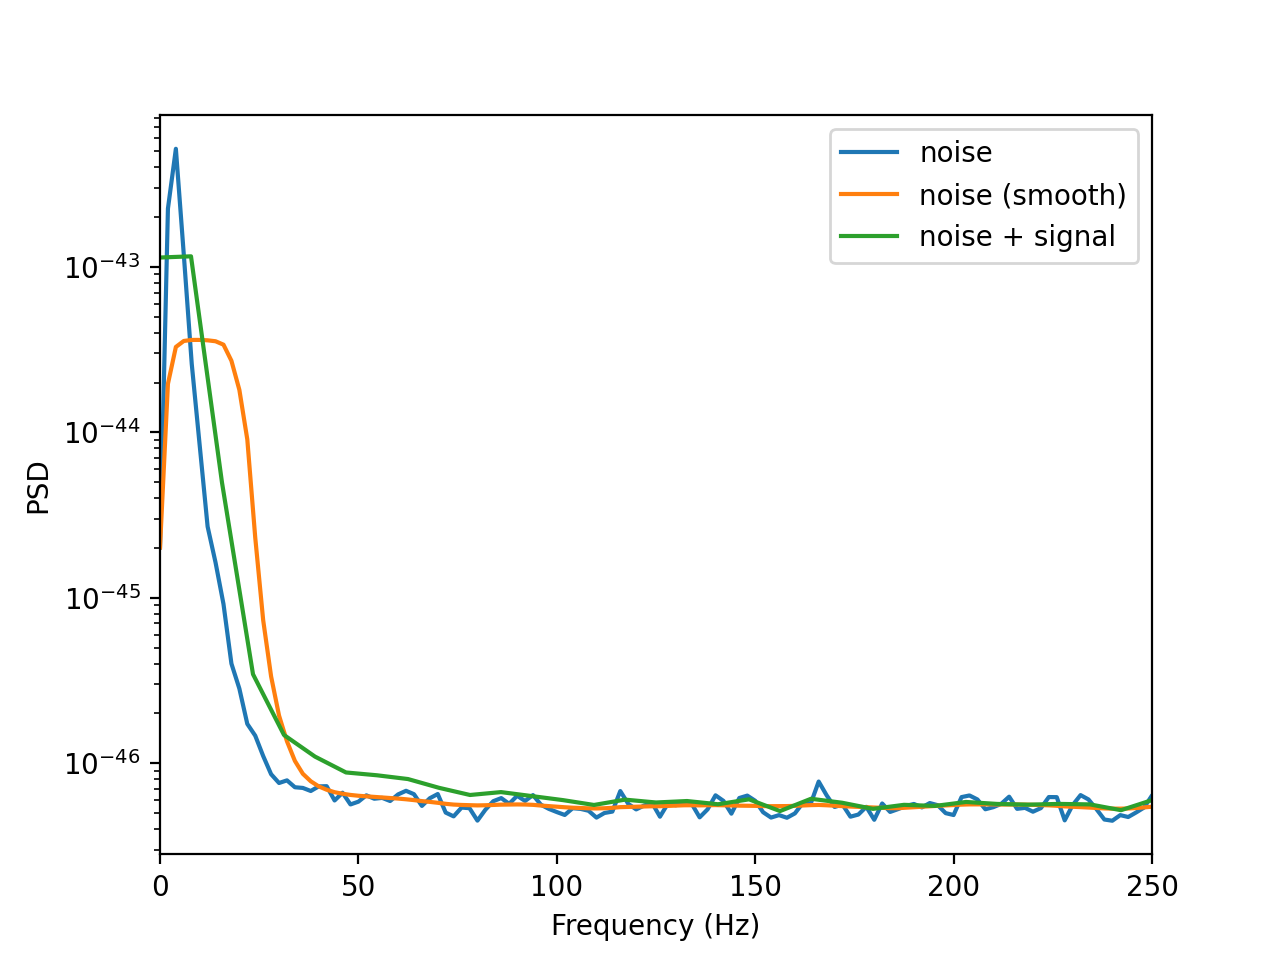 noise
noise (smooth)
noise + signal
10⁻⁴³
10⁻⁴⁴
10⁻⁴⁵
10⁻⁴⁶
PSD
0 50 100 150 200 250
Frequency (Hz)